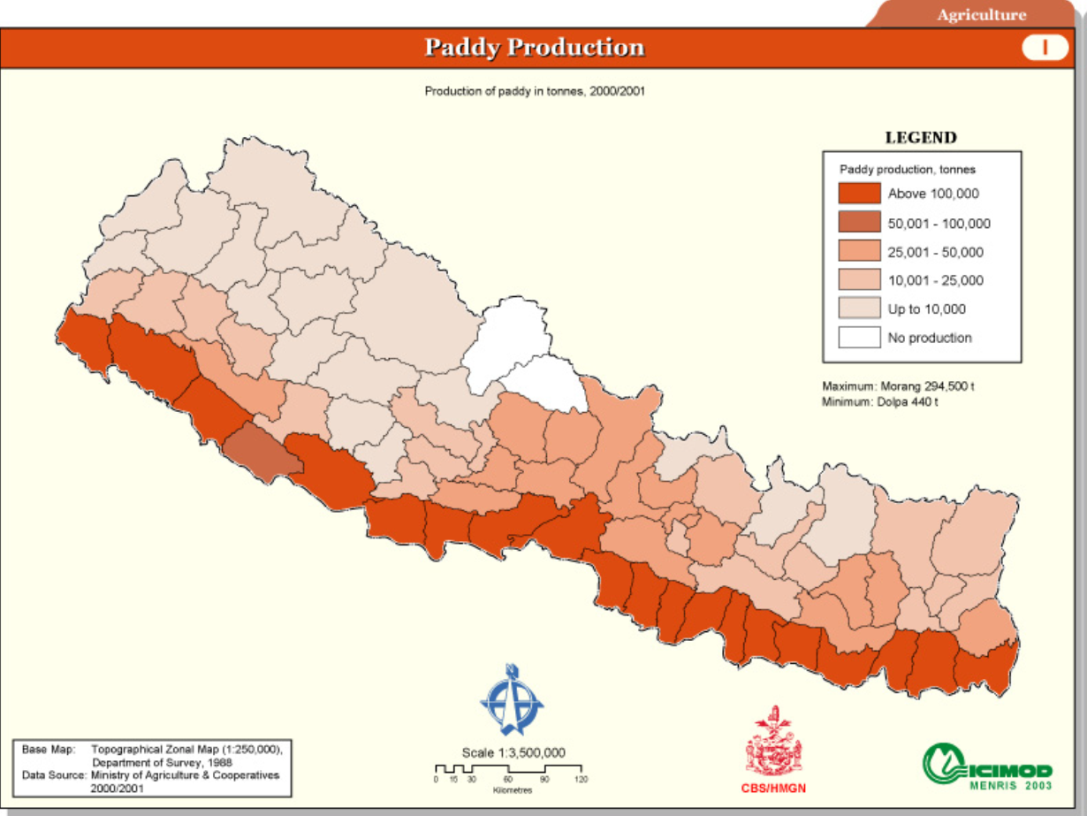 Agriculture
Paddy Production
I
Production of paddy in tonnes, 2000/2001
LEGEND
Paddy production, tonnes
Above 100,000
50,001 - 100,000
25,001 - 50,000
10,001 - 25,000
Up to 10,000
No production
Maximum: Morang 294,500 t
Minimum: Dolpa 440 t
Base Map: Topographical Zonal Map (1:250,000),
Department of Survey, 1988
Data Source: Ministry of Agriculture & Cooperatives
2000/2001
Scale 1:3,500,000
0 15 30 60 90 120
Kilometres
CBS/HMGN
ICIMOD
MENRIS 2003